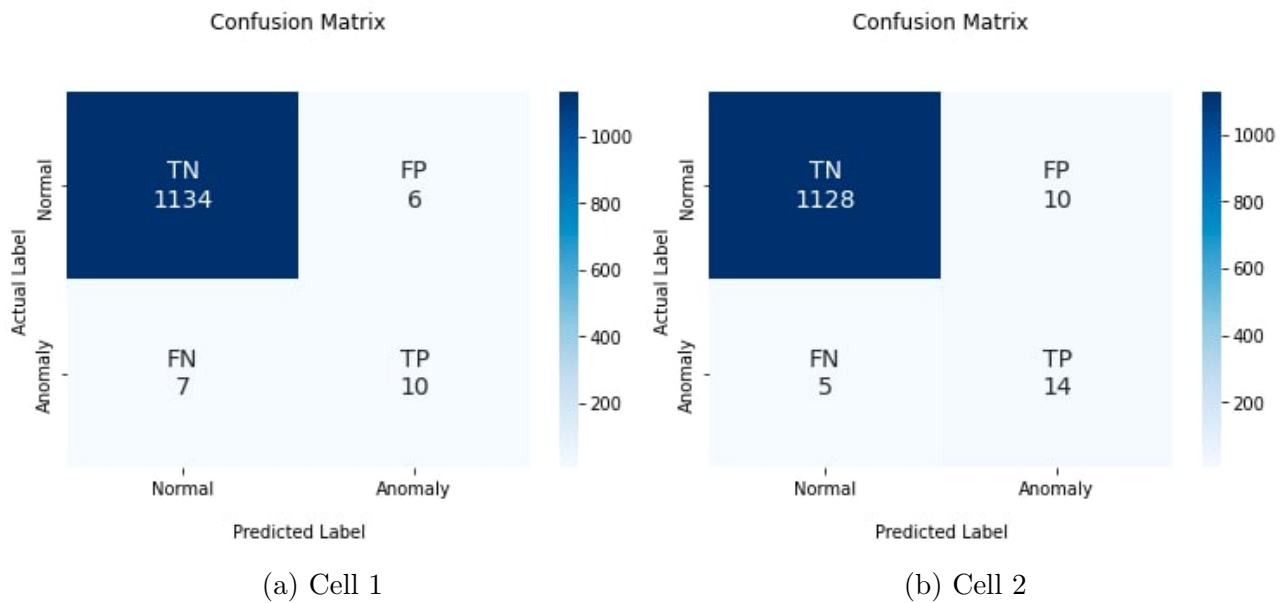 Confusion Matrix
TN
1134
FP
6
FN
7
TP
10
Normal
Anomaly
Actual Label
Normal
Anomaly
Predicted Label
1000
800
600
400
200
(a) Cell 1
Confusion Matrix
TN
1128
FP
10
FN
5
TP
14
Normal
Anomaly
Actual Label
Normal
Anomaly
Predicted Label
1000
800
600
400
200
(b) Cell 2